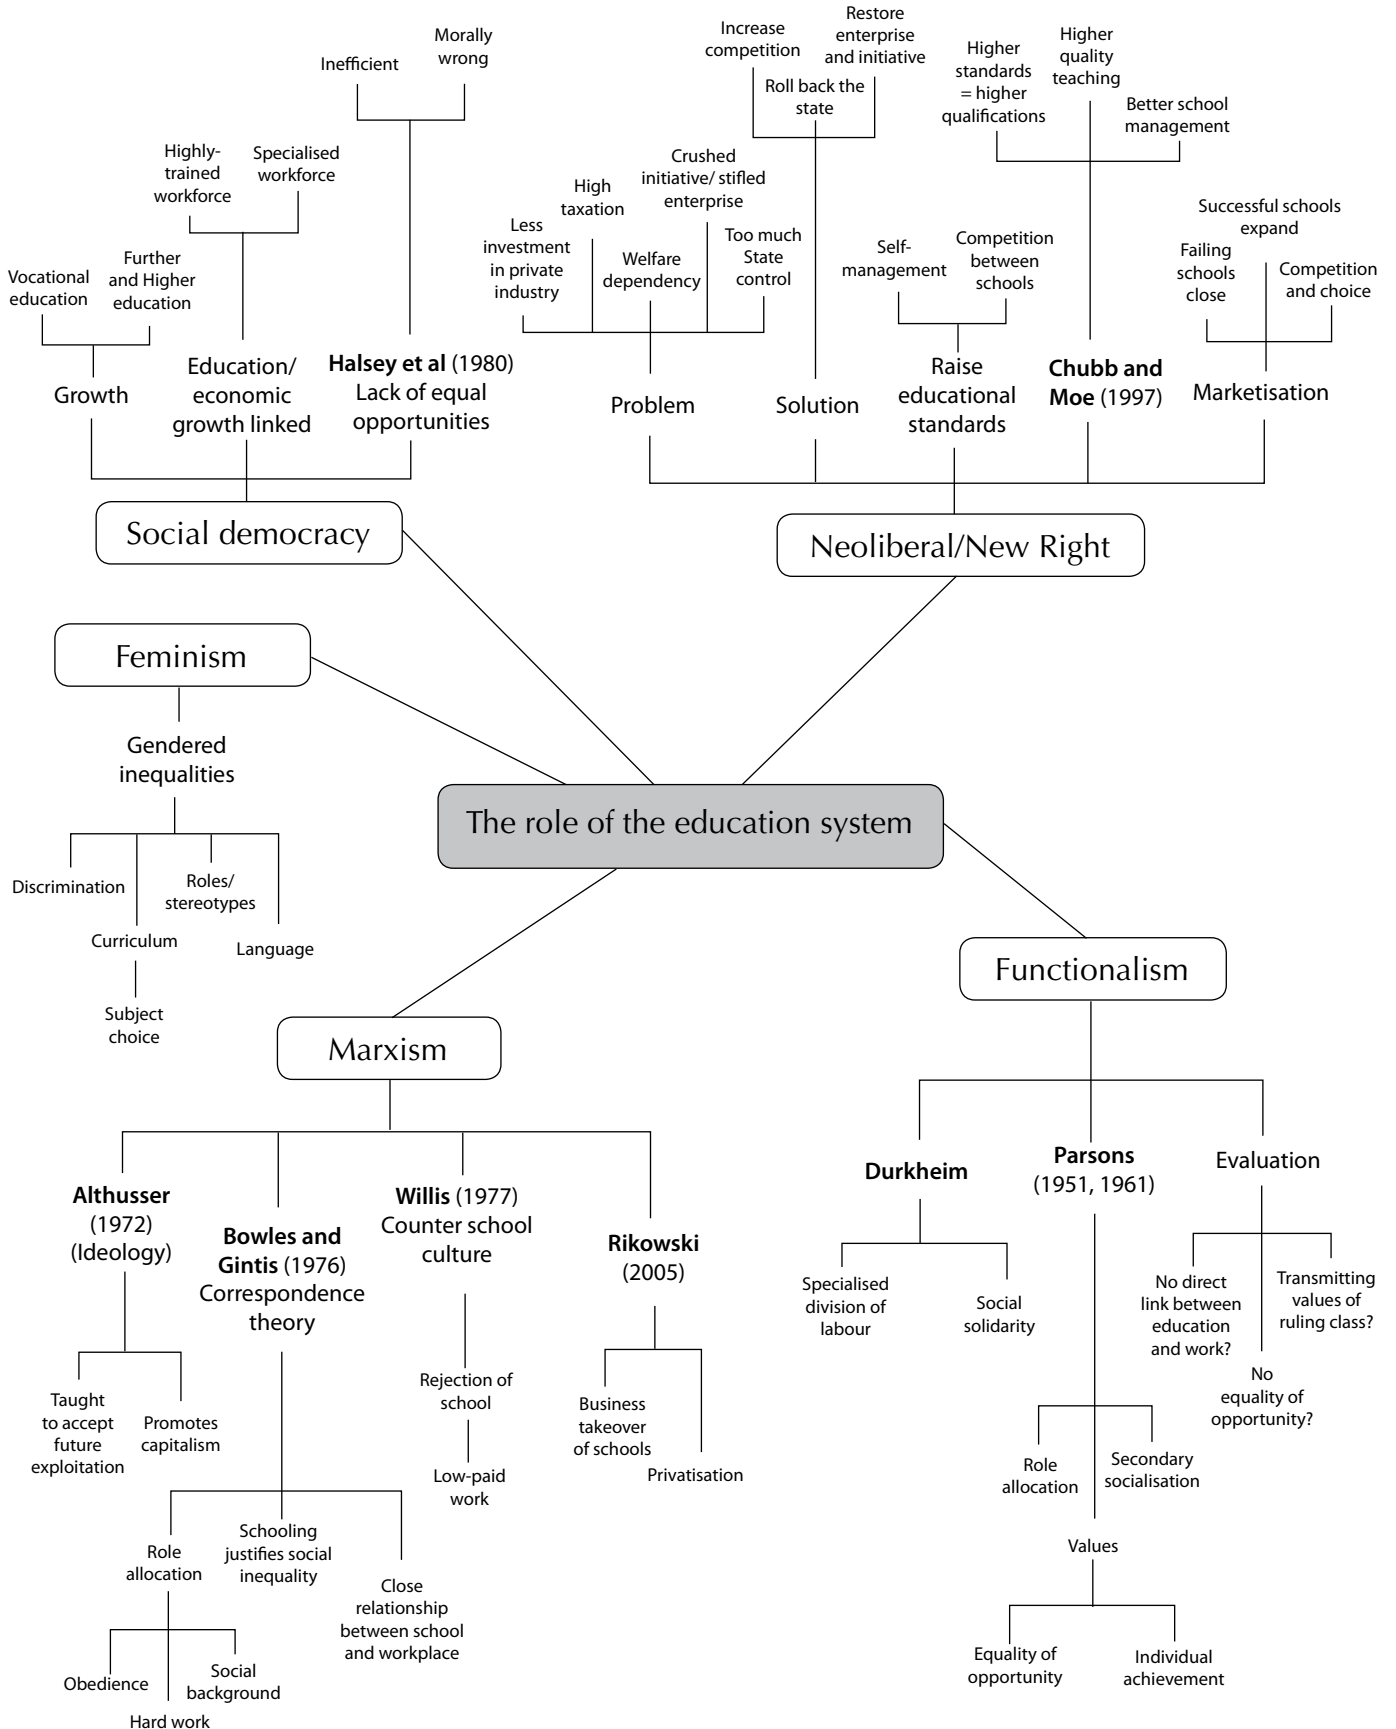 Inefficient
Morally
wrong
Highly-
trained
workforce
Specialised
workforce
Vocational
education
Further
and Higher
education
Growth
Education/
economic
growth linked
Halsey et al (1980)
Lack of equal
opportunities
Social democracy
Increase
competition
Restore
enterprise
and initiative
Roll back the
state
Less
investment
in private
industry
High
taxation
Welfare
dependency
Crushed
initiative/ stifled
enterprise
Too much
State
control
Problem
Solution
Self-
management
Competition
between
schools
Raise
educational
standards
Higher
standards
= higher
qualifications
Higher
quality
teaching
Better school
management
Chubb and
Moe (1997)
Successful schools
expand
Failing
schools
close
Competition
and choice
Marketisation
Neoliberal/New Right
Feminism
Gendered
inequalities
Discrimination
Curriculum
Subject
choice
Roles/
stereotypes
Language
The role of the education system
Marxism
Althusser
(1972)
(Ideology)
Taught
to accept
future
exploitation
Promotes
capitalism
Bowles and
Gintis (1976)
Correspondence
theory
Role
allocation
Obedience
Hard work
Social
background
Schooling
justifies social
inequality
Close
relationship
between school
and workplace
Willis (1977)
Counter school
culture
Rejection of
school
Low-paid
work
Rikowski
(2005)
Business
takeover
of schools
Privatisation
Functionalism
Durkheim
Specialised
division of
labour
Social
solidarity
Parsons
(1951, 1961)
Role
allocation
Secondary
socialisation
Values
Equality of
opportunity
Individual
achievement
Evaluation
No direct
link between
education
and work?
No
equality of
opportunity?
Transmitting
values of
ruling class?